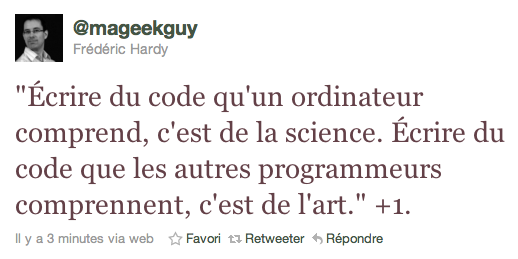 @mageekguy
Frédéric Hardy
"Écrire du code qu'un ordinateur
comprend, c'est de la science. Écrire du
code que les autres programmeurs
comprennent, c'est de l'art." +1.
Il y a 3 minutes via web Favori Retweeter Répondre